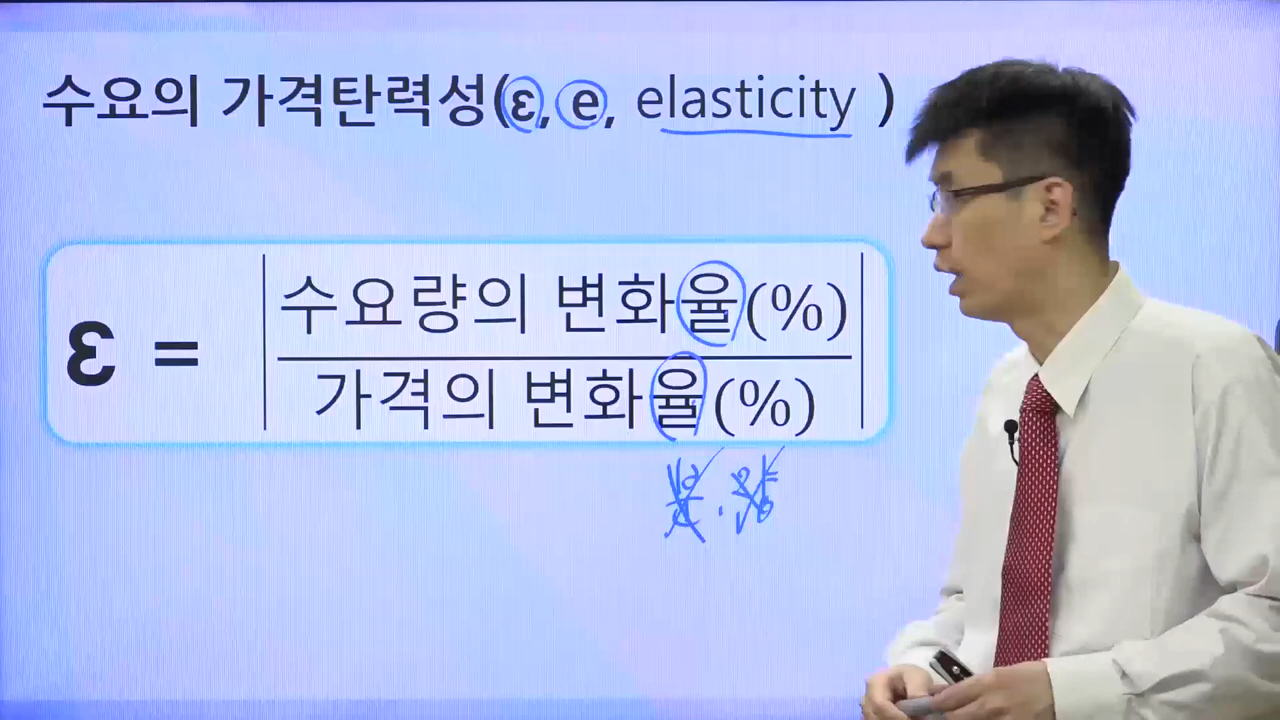 수요의 가격탄력성(ε, e, elasticity )
ε = | 수요량의 변화율(%)
가격의 변화율(%) |